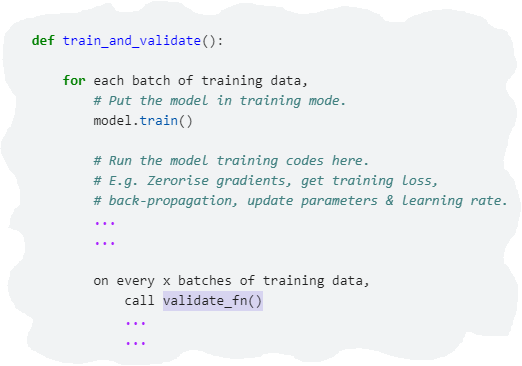 def train_and_validate():
for each batch of training data,
# Put the model in training mode.
model.train()
# Run the model training codes here.
# E.g. Zerorise gradients, get training loss,
# back-propagation, update parameters & learning rate.
...
...
on every x batches of training data,
call validate_fn()
...
...